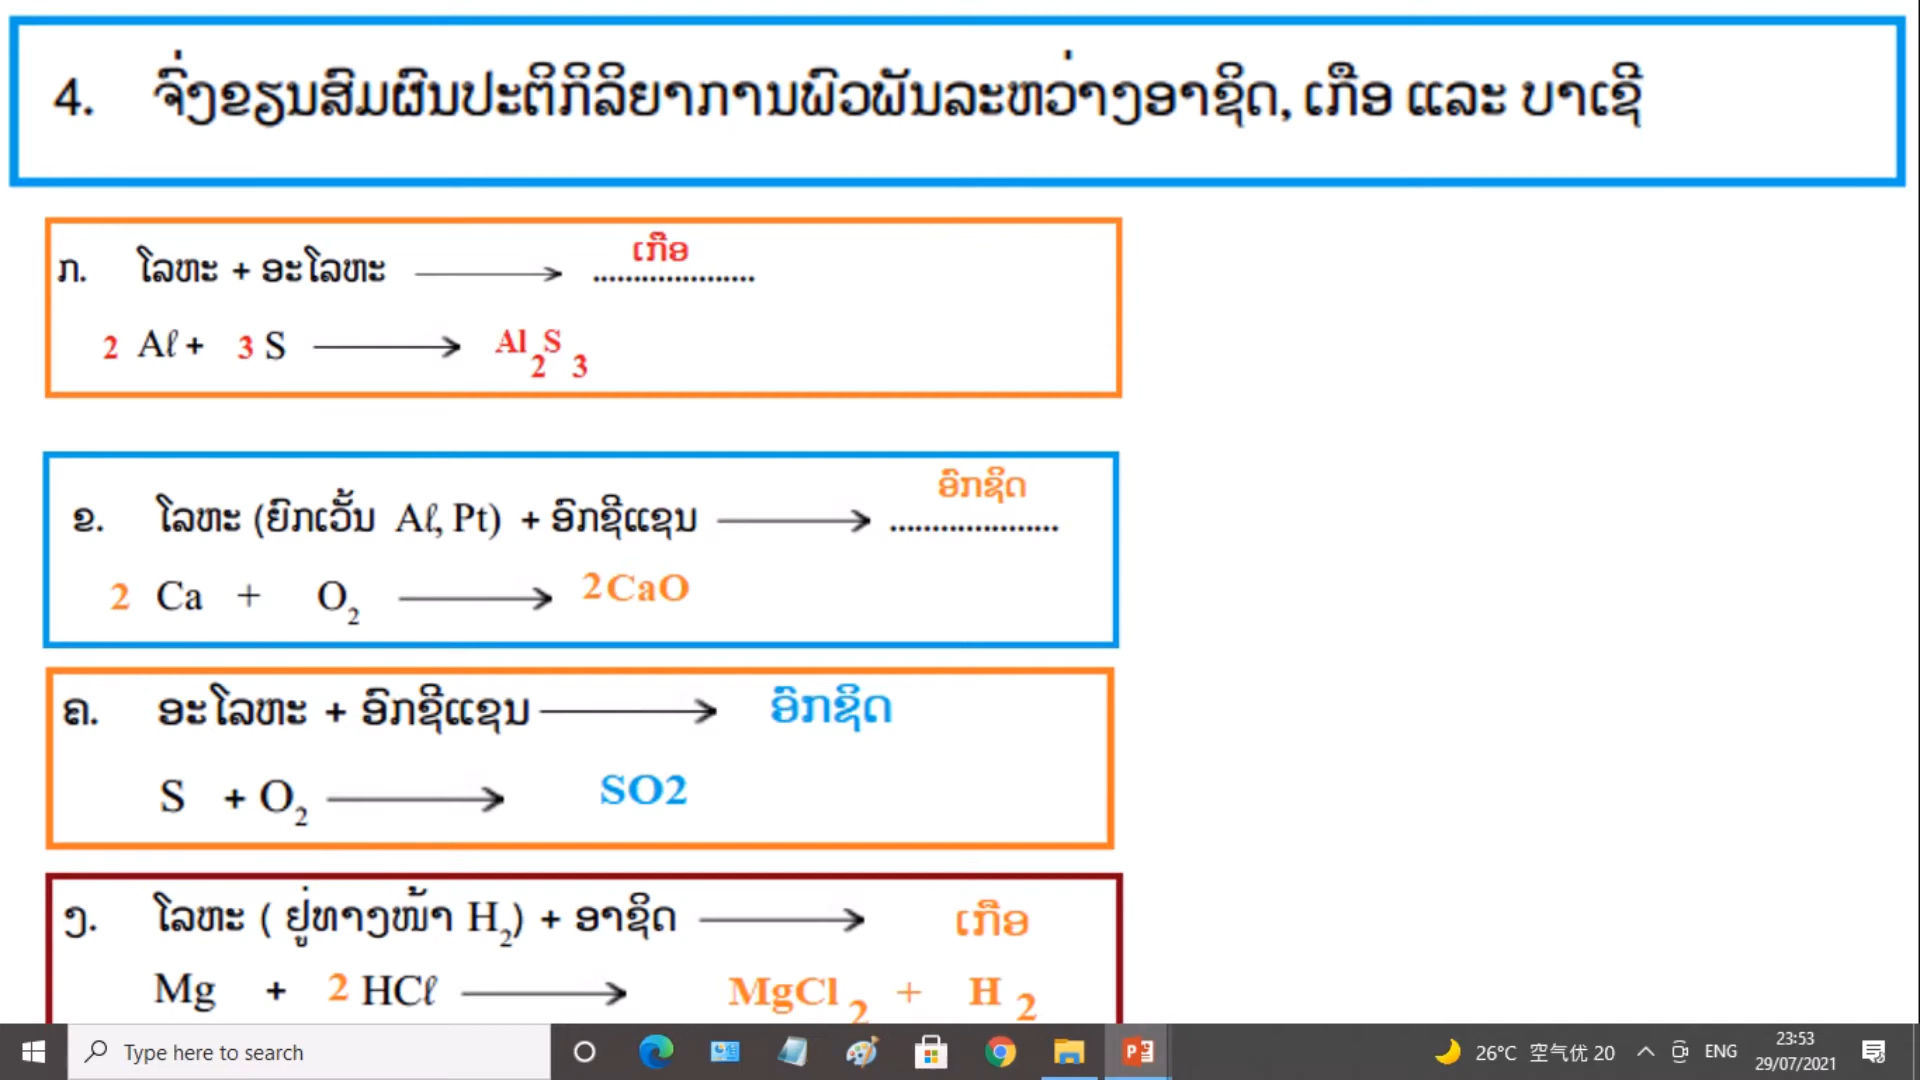 4. ຈົ່ງຂຽນສົມຜົນປະຕິກິລິຍາການພົວພັນລະຫວ່າງອາຊິດ, ເກືອ ແລະ ບາເຊີ
ກ. ໂລຫະ + ອະໂລຫະ ⟶ ເກືອ ....................
2 Aℓ + 3 S ⟶ Al₂S₃
ຂ. ໂລຫະ (ຍົກເວັ້ນ Aℓ, Pt) + ອົກຊີແຊນ ⟶ ອົກຊິດ ....................
2 Ca + O₂ ⟶ 2CaO
ຄ. ອະໂລຫະ + ອົກຊີແຊນ ⟶ ອົກຊິດ
S + O₂ ⟶ SO2
ງ. ໂລຫະ ( ຢູ່ທາງໜ້າ H₂) + ອາຊິດ ⟶ ເກືອ
Mg + 2 HCℓ ⟶ MgCl₂ + H₂
Type here to search
26°C 空气优 20 ENG
23:53
29/07/2021